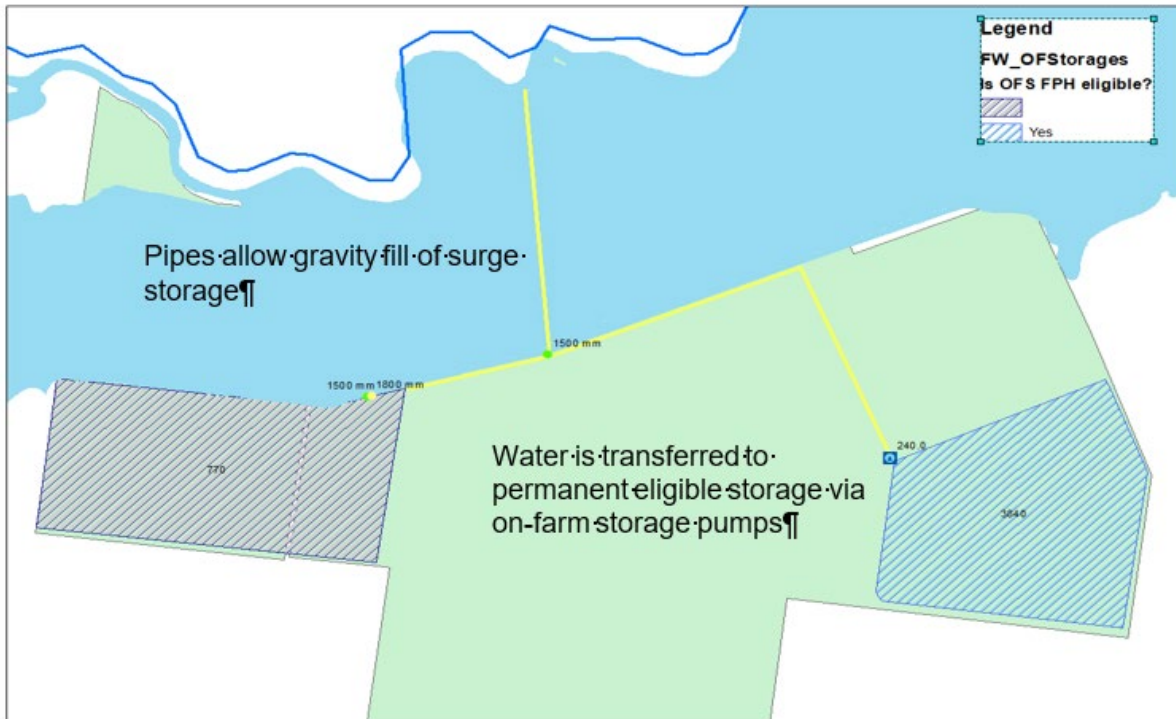 Legend
FW_OFStorages
Is OFS FPH eligible?
Yes
Pipes·allow·gravity·fill·of·surge·
storage¶
1500 mm
1500 mm 1800 mm
770
Water·is·transferred·to·
permanent·eligible·storage·via·
on-farm·storage·pumps¶
240 0
3840